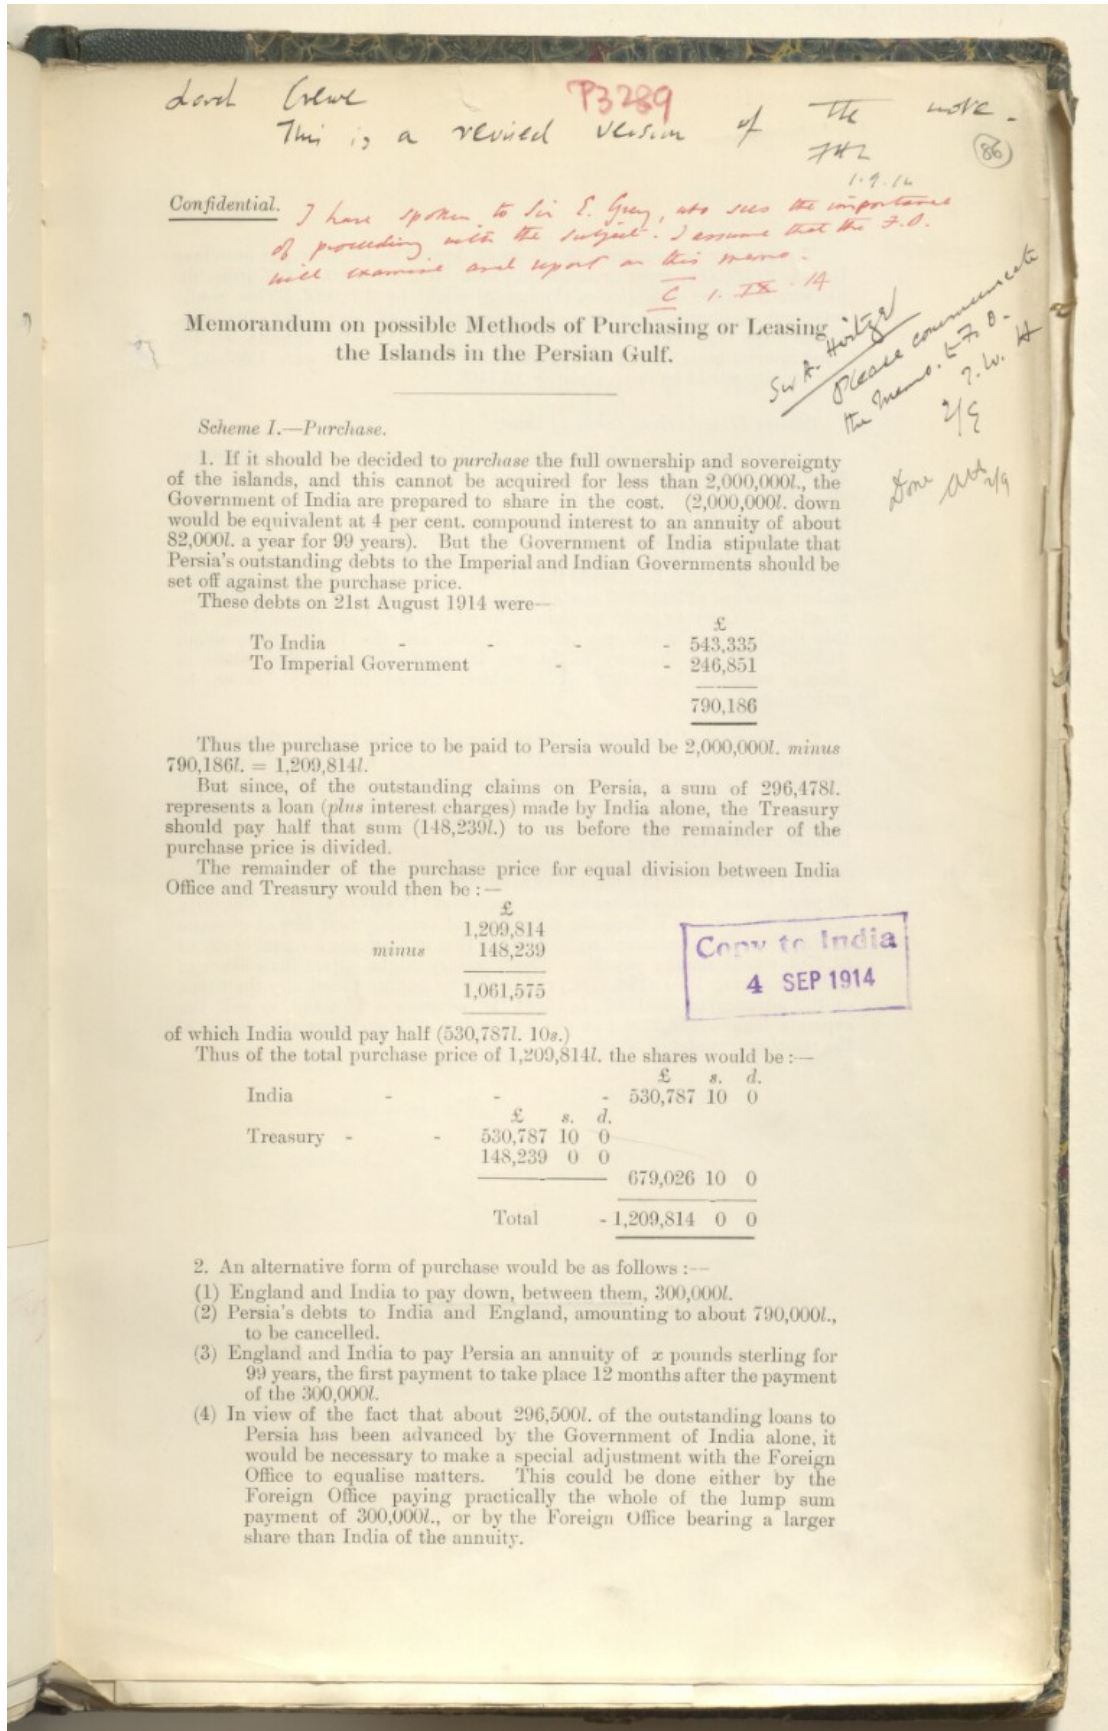 Lord Crewe
P3289
This is a revised version of the note.
86
Confidential.
I have spoken to Sir E. Grey, who sees the importance
of proceeding with the subject. I assume that the F.O.
will examine and report on this memo.
C 1. IX. 14
Memorandum on possible Methods of Purchasing or Leasing
the Islands in the Persian Gulf.
Sir A. Hirtzel
Please communicate
the memo. to F.O.
T.W.H
2/9
Done
2/9
Scheme I.—Purchase.
1. If it should be decided to purchase the full ownership and sovereignty
of the islands, and this cannot be acquired for less than 2,000,000l., the
Government of India are prepared to share in the cost. (2,000,000l. down
would be equivalent at 4 per cent. compound interest to an annuity of about
82,000l. a year for 99 years). But the Government of India stipulate that
Persia's outstanding debts to the Imperial and Indian Governments should be
set off against the purchase price.
These debts on 21st August 1914 were—
£
To India - - - - 543,335
To Imperial Government - - 246,851
790,186
Thus the purchase price to be paid to Persia would be 2,000,000l. minus
790,186l. = 1,209,814l.
But since, of the outstanding claims on Persia, a sum of 296,478l.
represents a loan (plus interest charges) made by India alone, the Treasury
should pay half that sum (148,239l.) to us before the remainder of the
purchase price is divided.
The remainder of the purchase price for equal division between India
Office and Treasury would then be :—
£
1,209,814
minus 148,239
1,061,575
Copy to India
4 SEP 1914
of which India would pay half (530,787l. 10s.)
Thus of the total purchase price of 1,209,814l. the shares would be :—
£ s. d.
India - - - 530,787 10 0
£ s. d.
Treasury - - 530,787 10 0
148,239 0 0
679,026 10 0
Total - 1,209,814 0 0
2. An alternative form of purchase would be as follows :—
(1) England and India to pay down, between them, 300,000l.
(2) Persia's debts to India and England, amounting to about 790,000l.,
to be cancelled.
(3) England and India to pay Persia an annuity of x pounds sterling for
99 years, the first payment to take place 12 months after the payment
of the 300,000l.
(4) In view of the fact that about 296,500l. of the outstanding loans to
Persia has been advanced by the Government of India alone, it
would be necessary to make a special adjustment with the Foreign
Office to equalise matters. This could be done either by the
Foreign Office paying practically the whole of the lump sum
payment of 300,000l., or by the Foreign Office bearing a larger
share than India of the annuity.